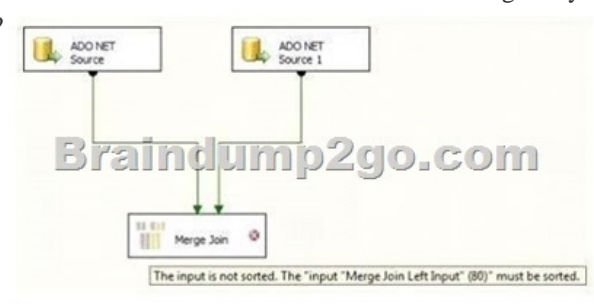 ADO NET
Source
ADO NET
Source 1
Braindump2go.com
Merge Join
The input is not sorted. The "input "Merge Join Left Input" (80)" must be sorted.